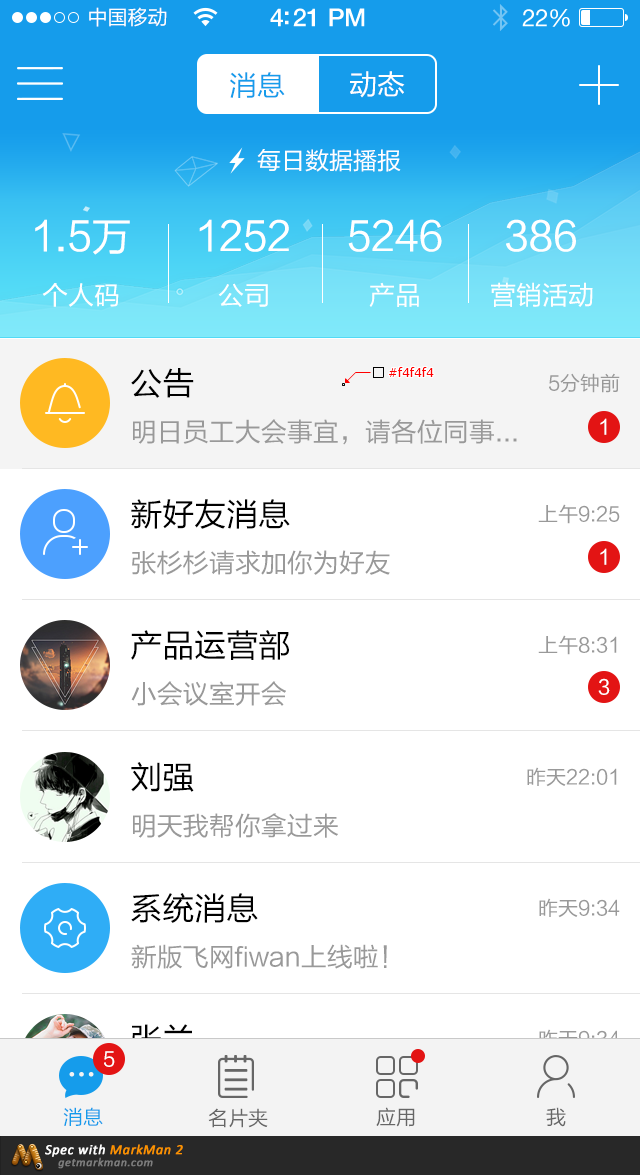 中国移动 4:21 PM 22%
消息 动态
每日数据播报
1.5万 1252 5246 386
个人码 公司 产品 营销活动
#f4f4f4
公告 5分钟前
明日员工大会事宜，请各位同事... 1
新好友消息 上午9:25
张杉杉请求加你为好友 1
产品运营部 上午8:31
小会议室开会 3
刘强 昨天22:01
明天我帮你拿过来
系统消息 昨天9:34
新版飞网fiwan上线啦！
5
消息 名片夹 应用 我
Spec with MarkMan 2
getmarkman.com